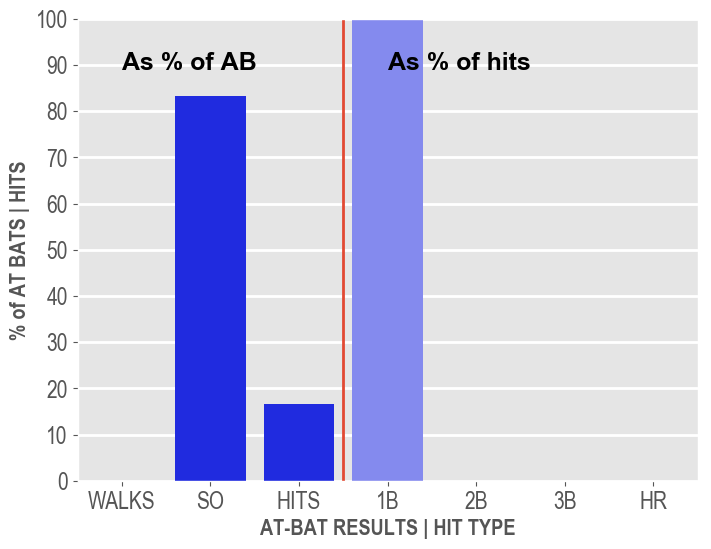 As % of AB
As % of hits
100
90
80
70
60
50
40
30
20
10
0
% of AT BATS | HITS
WALKS SO HITS 1B 2B 3B HR
AT-BAT RESULTS | HIT TYPE